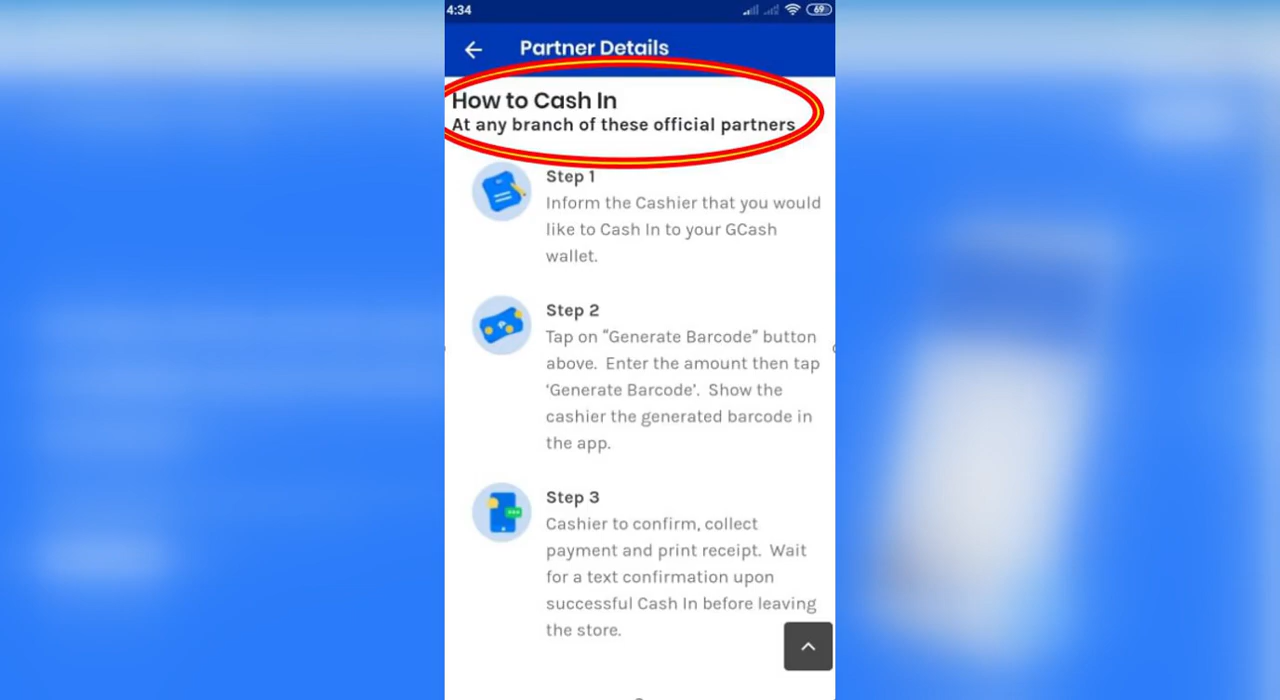 4:34
69
Partner Details
How to Cash In
At any branch of these official partners
Step 1
Inform the Cashier that you would
like to Cash In to your GCash
wallet.
Step 2
Tap on “Generate Barcode” button
above. Enter the amount then tap
‘Generate Barcode’. Show the
cashier the generated barcode in
the app.
Step 3
Cashier to confirm, collect
payment and print receipt. Wait
for a text confirmation upon
successful Cash In before leaving
the store.